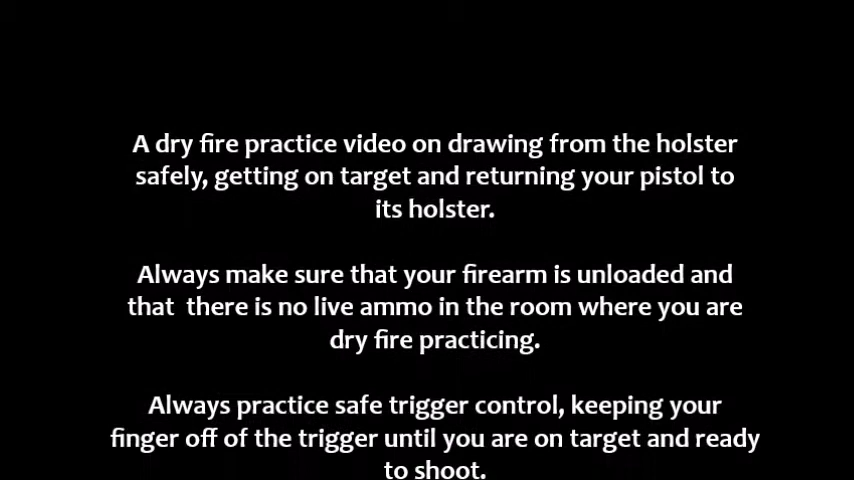 A dry fire practice video on drawing from the holster
safely, getting on target and returning your pistol to
its holster.
Always make sure that your firearm is unloaded and
that  there is no live ammo in the room where you are
dry fire practicing.
Always practice safe trigger control, keeping your
finger off of the trigger until you are on target and ready
to shoot.